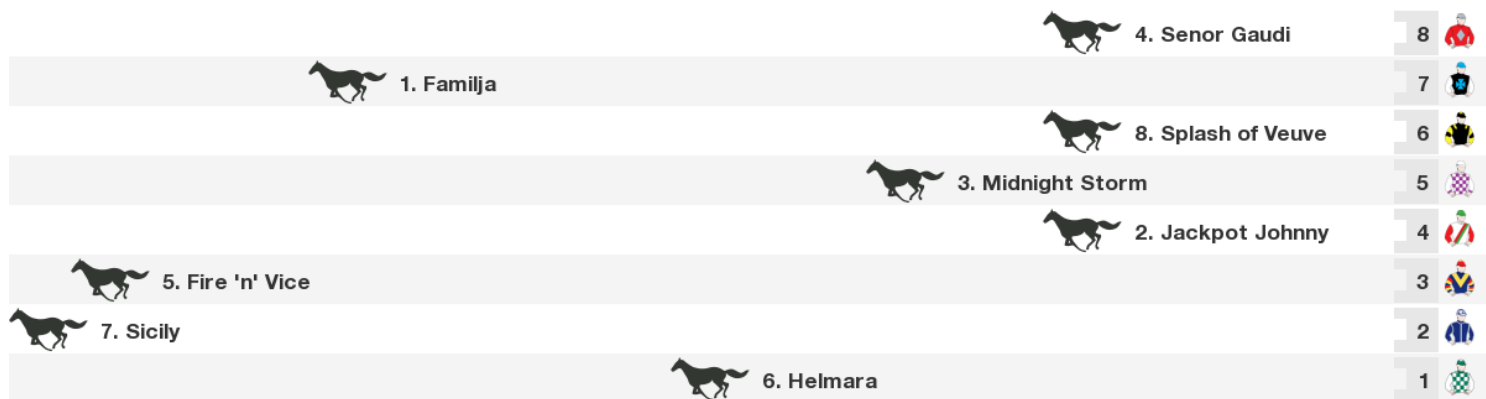 4. Senor Gaudi 8
1. Familja 7
8. Splash of Veuve 6
3. Midnight Storm 5
2. Jackpot Johnny 4
5. Fire 'n' Vice 3
7. Sicily 2
6. Helmara 1